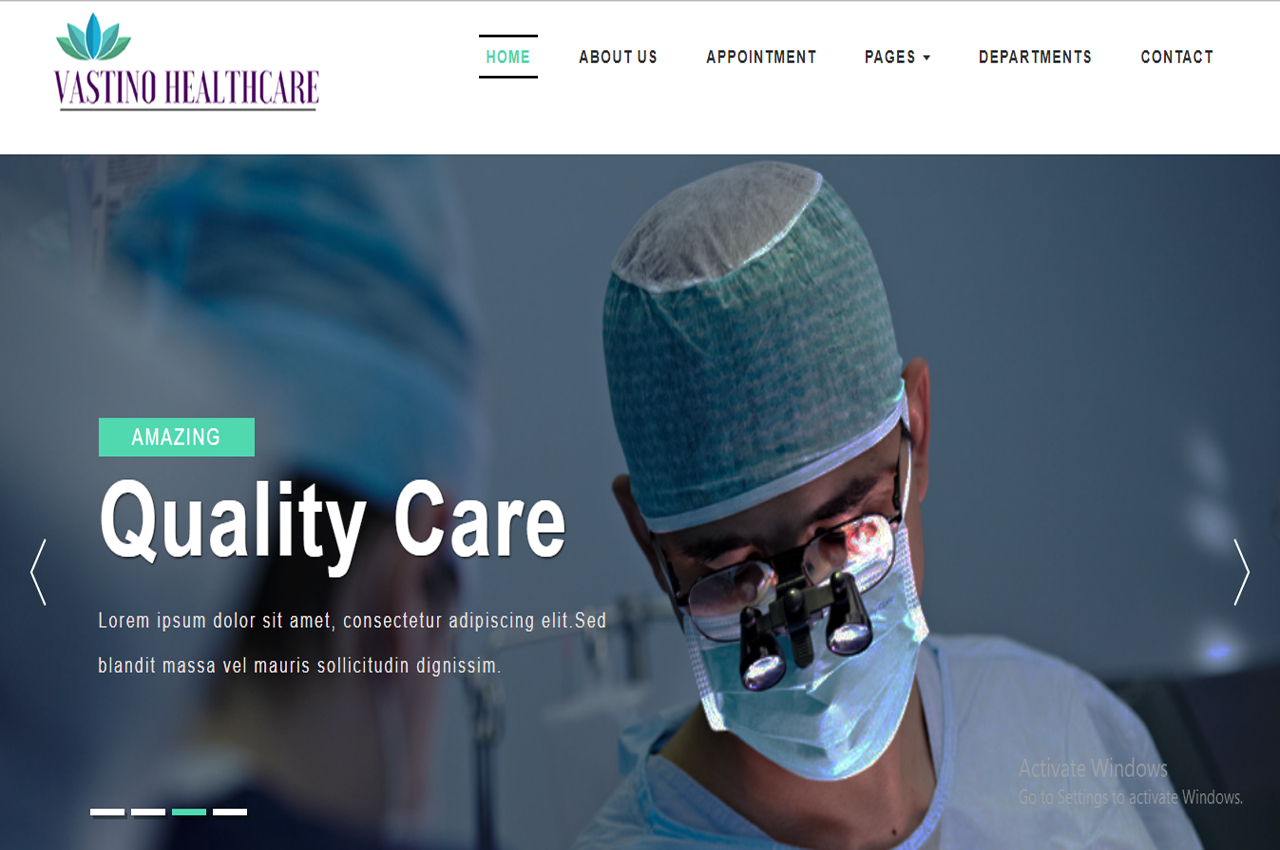 VASTINO HEALTHCARE
HOME ABOUT US APPOINTMENT PAGES DEPARTMENTS CONTACT
AMAZING
Quality Care
Lorem ipsum dolor sit amet, consectetur adipiscing elit.Sed
blandit massa vel mauris sollicitudin dignissim.
Activate Windows
Go to Settings to activate Windows.